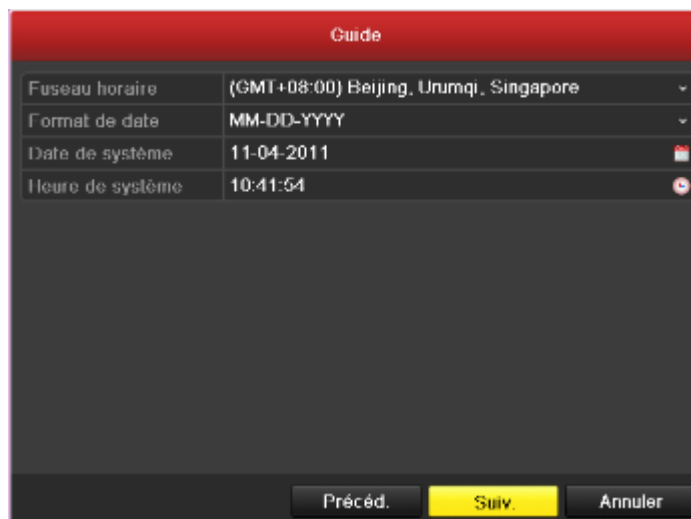 Guide
Fuseau horaire (GMT+08:00) Beijing, Urumqi, Singapore
Format de date MM-DD-YYYY
Date de système 11-04-2011
Heure de système 10:41:54
Précéd. Suiv. Annuler